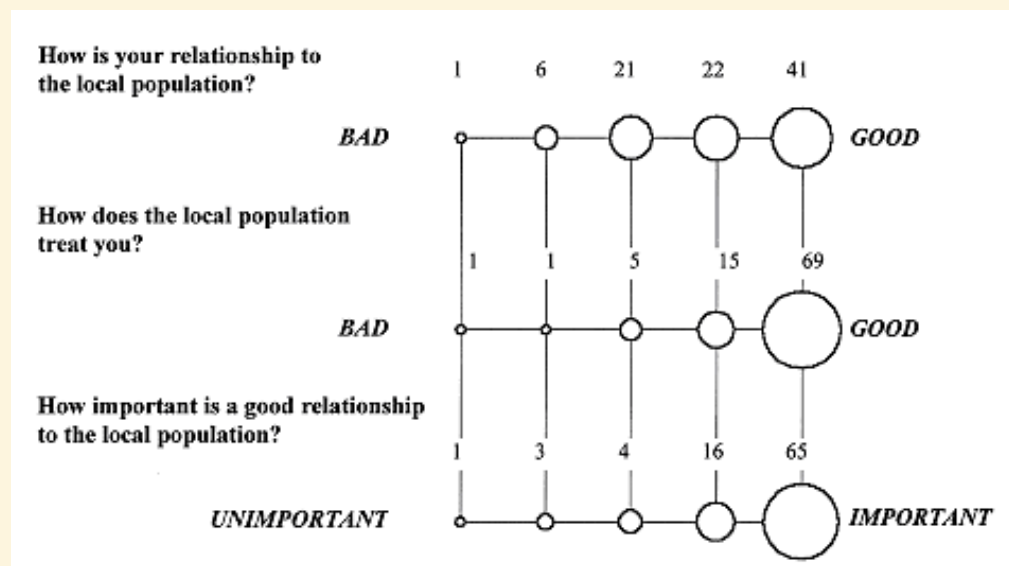 How is your relationship to
the local population?
1 6 21 22 41
BAD GOOD
How does the local population
treat you?
1 1 5 15 69
BAD GOOD
How important is a good relationship
to the local population?
1 3 4 16 65
UNIMPORTANT IMPORTANT